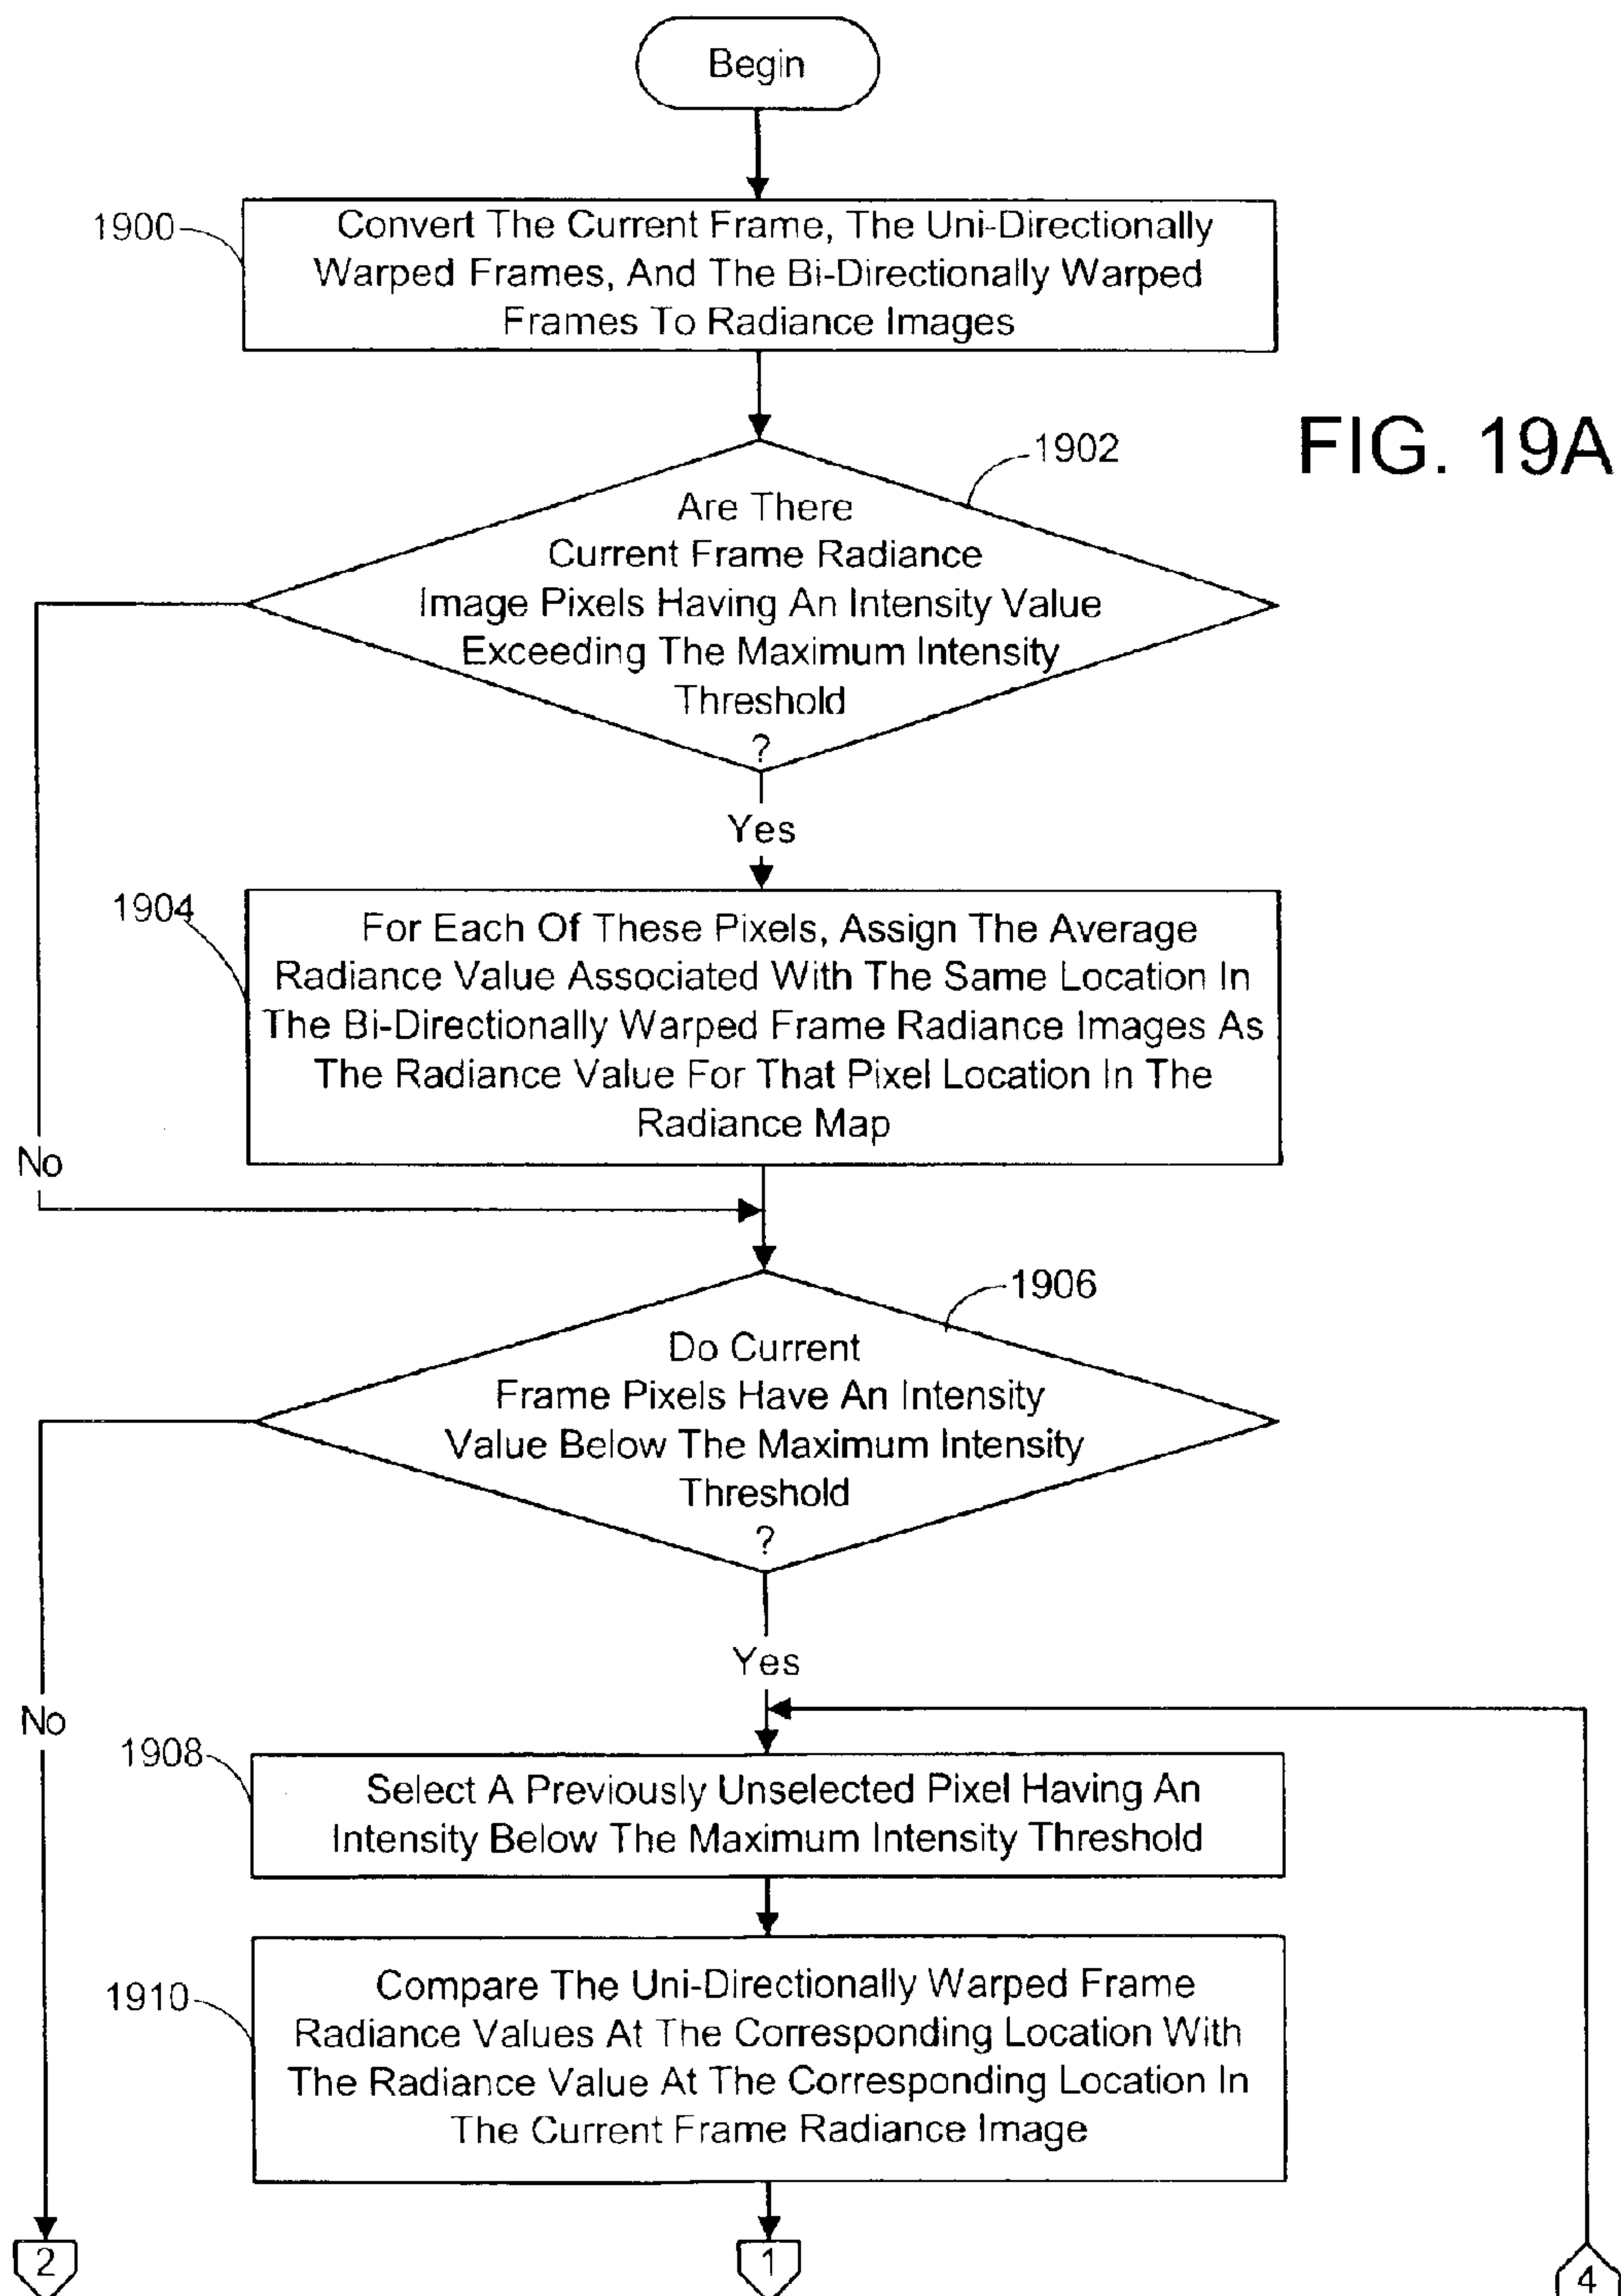 Begin
1900
Convert The Current Frame, The Uni-Directionally
Warped Frames, And The Bi-Directionally Warped
Frames To Radiance Images
FIG. 19A
1902
Are There
Current Frame Radiance
Image Pixels Having An Intensity Value
Exceeding The Maximum Intensity
Threshold
?
Yes
1904
For Each Of These Pixels, Assign The Average
Radiance Value Associated With The Same Location In
The Bi-Directionally Warped Frame Radiance Images As
The Radiance Value For That Pixel Location In The
Radiance Map
No
1906
Do Current
Frame Pixels Have An Intensity
Value Below The Maximum Intensity
Threshold
?
Yes
No
1908
Select A Previously Unselected Pixel Having An
Intensity Below The Maximum Intensity Threshold
1910
Compare The Uni-Directionally Warped Frame
Radiance Values At The Corresponding Location With
The Radiance Value At The Corresponding Location In
The Current Frame Radiance Image
2
1
4